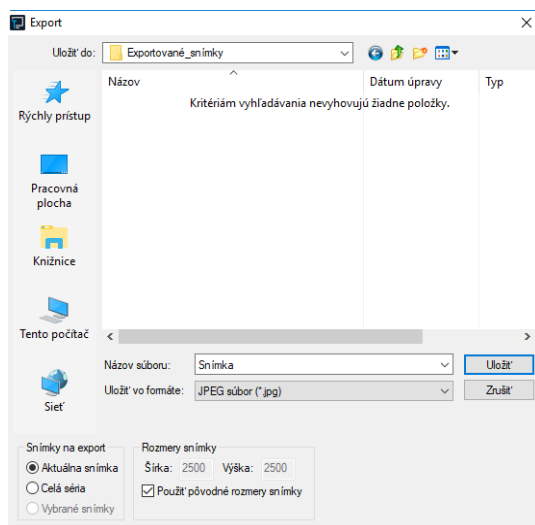 Export
Uložiť do: Exportované_snímky
Názov Dátum úpravy Typ
Kritériám vyhľadávania nevyhovujú žiadne položky.
Rýchly prístup
Pracovná
plocha
Knižnice
Tento počítač
Sieť
Názov súboru: Snímka Uložiť
Uložiť vo formáte: JPEG súbor (*.jpg) Zrušiť
Snímky na export Rozmery snímky
Aktuálna snímka Šírka: 2500 Výška: 2500
Celá séria Použiť pôvodné rozmery snímky
Vybrané snímky